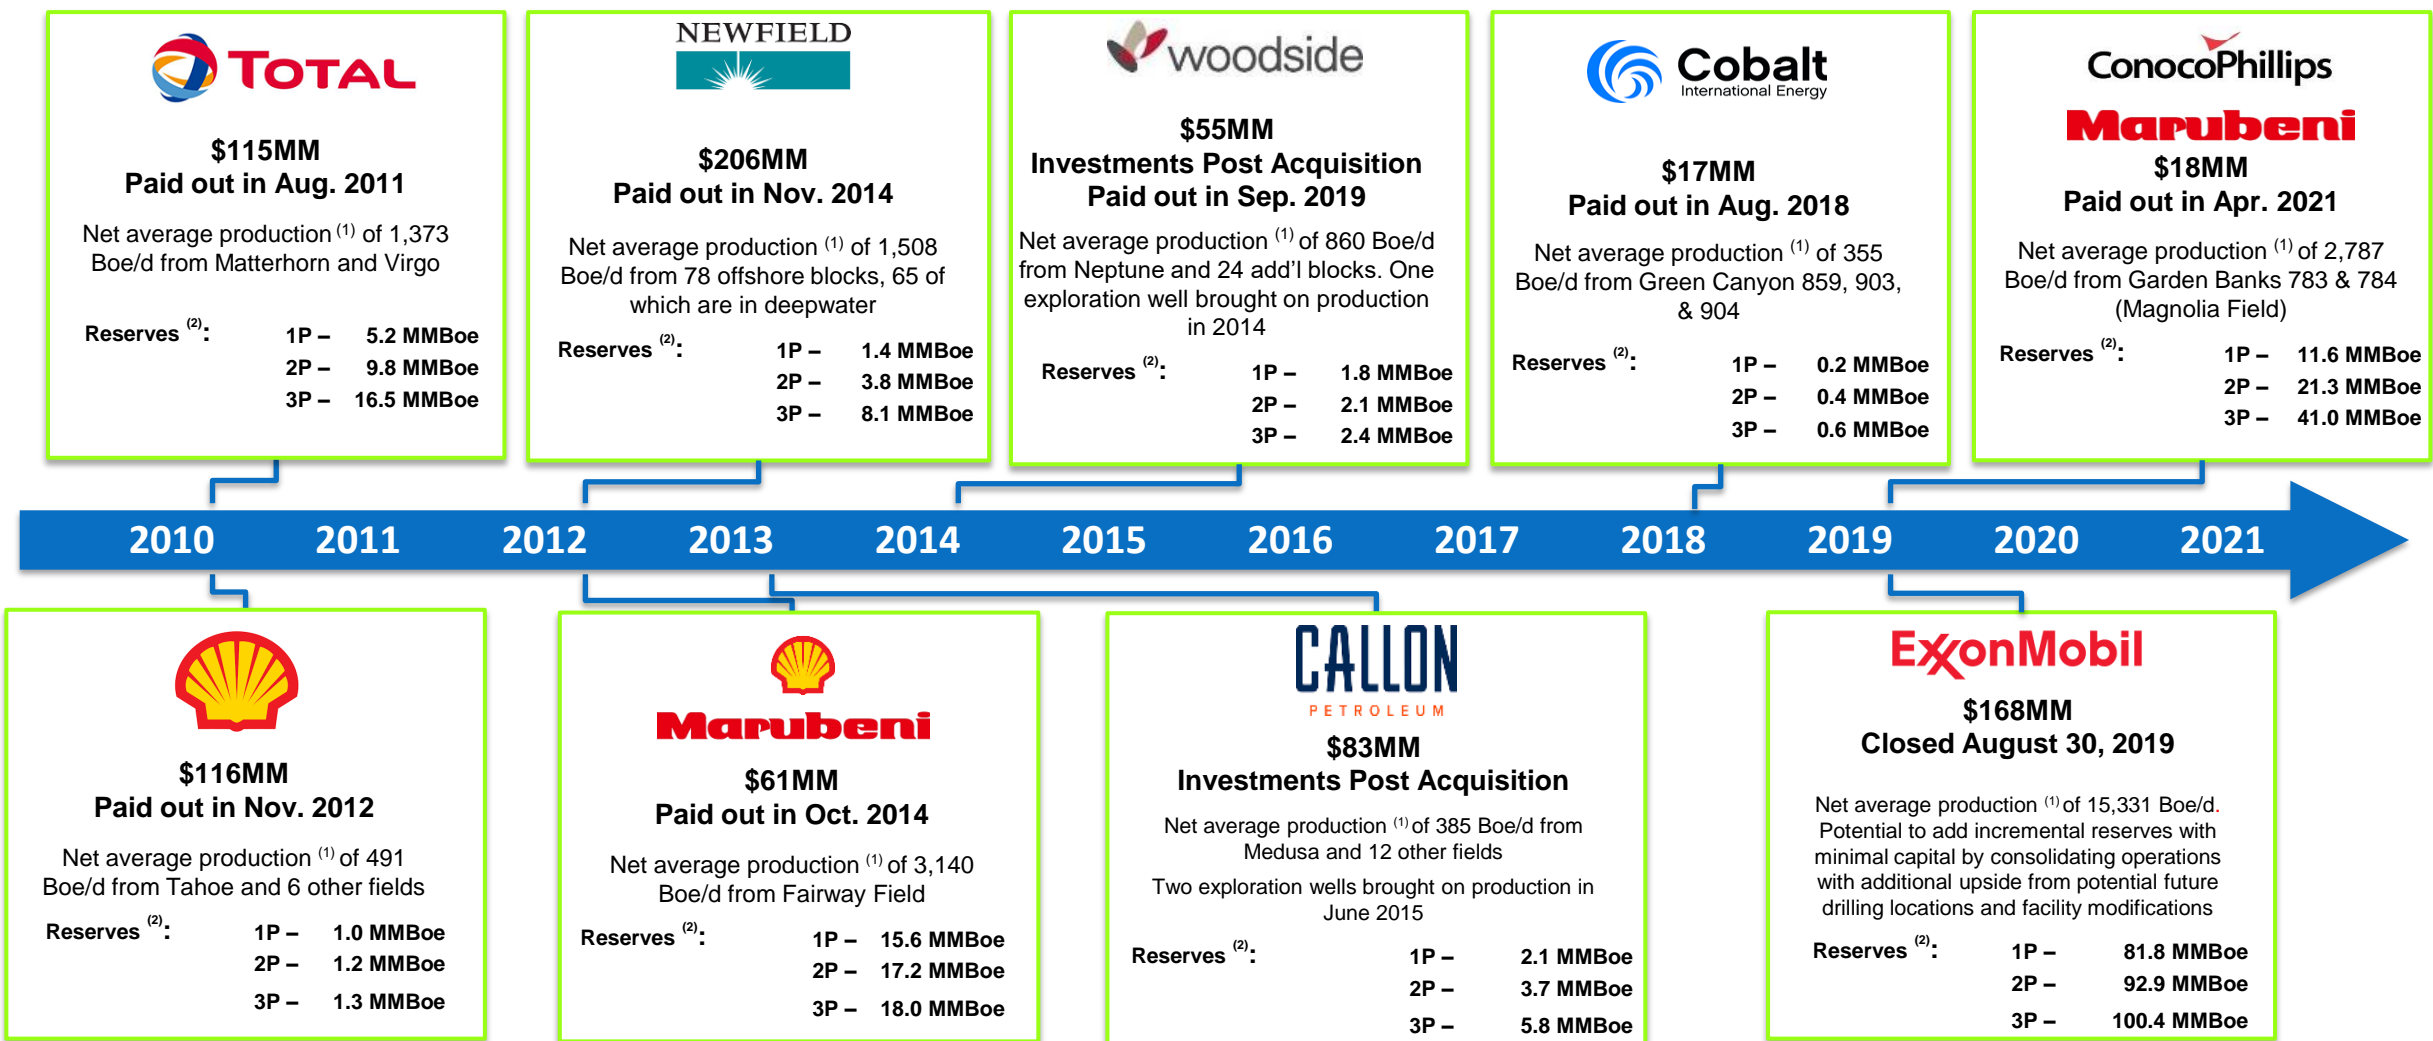 TOTAL
$115MM
Paid out in Aug. 2011
Net average production (1) of 1,373
Boe/d from Matterhorn and Virgo
Reserves (2): 1P – 5.2 MMBoe
2P – 9.8 MMBoe
3P – 16.5 MMBoe
NEWFIELD
$206MM
Paid out in Nov. 2014
Net average production (1) of 1,508
Boe/d from 78 offshore blocks, 65 of
which are in deepwater
Reserves (2): 1P – 1.4 MMBoe
2P – 3.8 MMBoe
3P – 8.1 MMBoe
woodside
$55MM
Investments Post Acquisition
Paid out in Sep. 2019
Net average production (1) of 860 Boe/d
from Neptune and 24 add'l blocks. One
exploration well brought on production
in 2014
Reserves (2): 1P – 1.8 MMBoe
2P – 2.1 MMBoe
3P – 2.4 MMBoe
Cobalt
International Energy
$17MM
Paid out in Aug. 2018
Net average production (1) of 355
Boe/d from Green Canyon 859, 903,
& 904
Reserves (2): 1P – 0.2 MMBoe
2P – 0.4 MMBoe
3P – 0.6 MMBoe
ConocoPhillips
Marubeni
$18MM
Paid out in Apr. 2021
Net average production (1) of 2,787
Boe/d from Garden Banks 783 & 784
(Magnolia Field)
Reserves (2): 1P – 11.6 MMBoe
2P – 21.3 MMBoe
3P – 41.0 MMBoe
2010 2011 2012 2013 2014 2015 2016 2017 2018 2019 2020 2021
$116MM
Paid out in Nov. 2012
Net average production (1) of 491
Boe/d from Tahoe and 6 other fields
Reserves (2): 1P – 1.0 MMBoe
2P – 1.2 MMBoe
3P – 1.3 MMBoe
Marubeni
$61MM
Paid out in Oct. 2014
Net average production (1) of 3,140
Boe/d from Fairway Field
Reserves (2): 1P – 15.6 MMBoe
2P – 17.2 MMBoe
3P – 18.0 MMBoe
CALLON
PETROLEUM
$83MM
Investments Post Acquisition
Net average production (1) of 385 Boe/d from
Medusa and 12 other fields
Two exploration wells brought on production in
June 2015
Reserves (2): 1P – 2.1 MMBoe
2P – 3.7 MMBoe
3P – 5.8 MMBoe
ExxonMobil
$168MM
Closed August 30, 2019
Net average production (1) of 15,331 Boe/d.
Potential to add incremental reserves with
minimal capital by consolidating operations
with additional upside from potential future
drilling locations and facility modifications
Reserves (2): 1P – 81.8 MMBoe
2P – 92.9 MMBoe
3P – 100.4 MMBoe